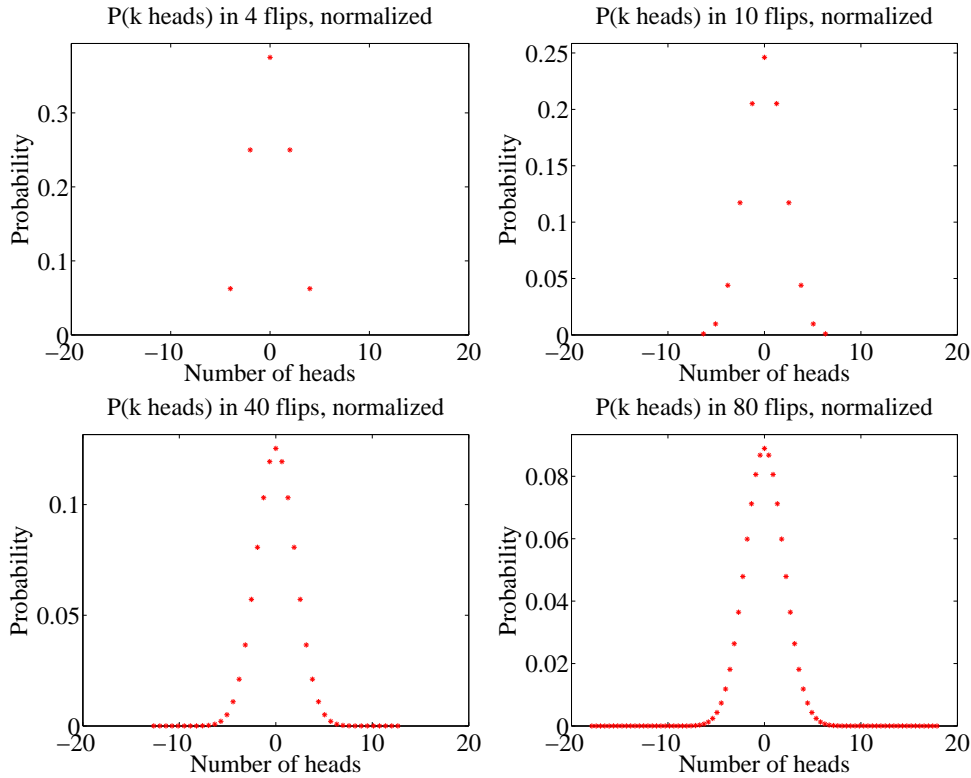 P(k heads) in 4 flips, normalized
0.3
0.2
0.1
0
Probability
−20 −10 0 10 20
Number of heads
P(k heads) in 10 flips, normalized
0.25
0.2
0.15
0.1
0.05
0
Probability
−20 −10 0 10 20
Number of heads
P(k heads) in 40 flips, normalized
0.1
0.05
0
Probability
−20 −10 0 10 20
Number of heads
P(k heads) in 80 flips, normalized
0.08
0.06
0.04
0.02
0
Probability
−20 −10 0 10 20
Number of heads